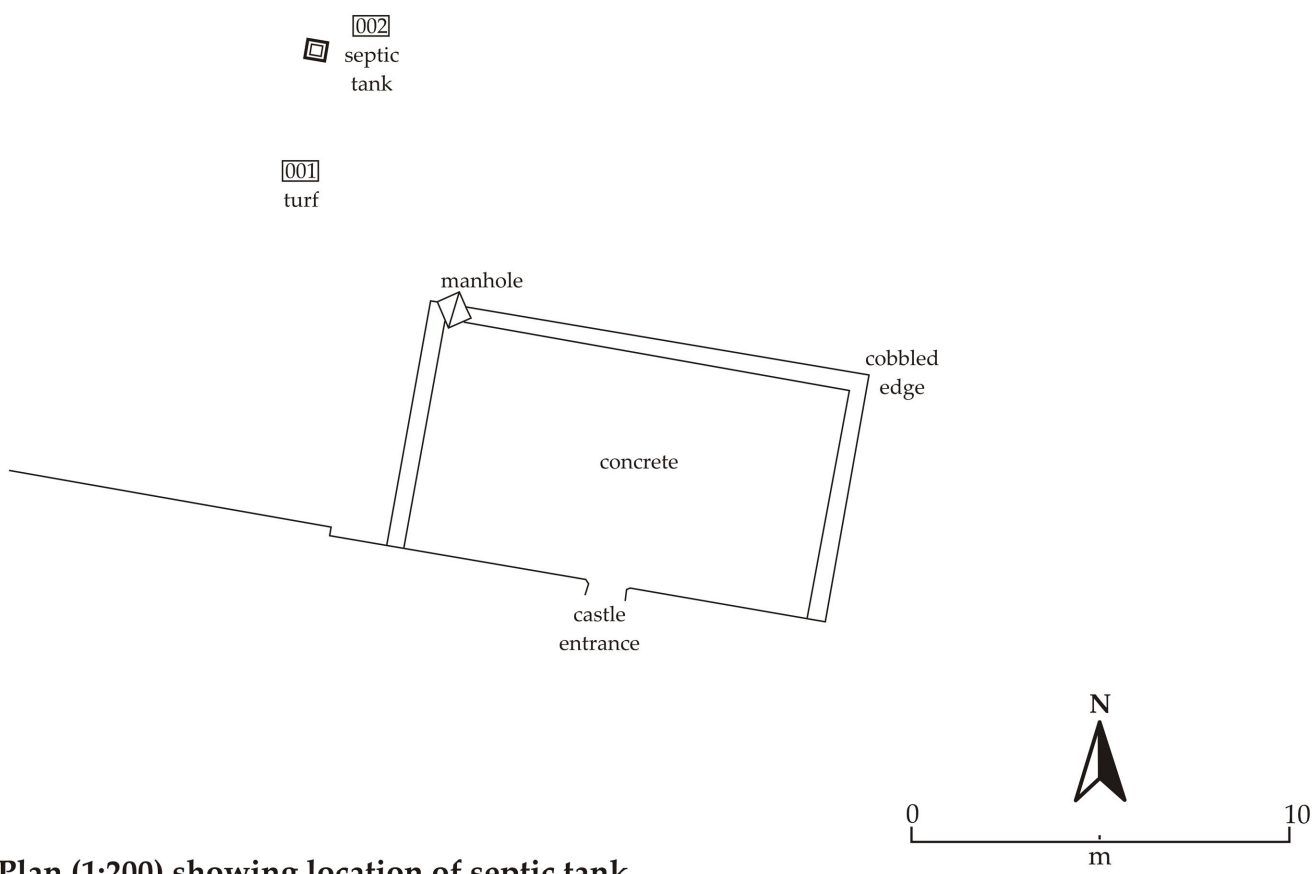 002
septic
tank
001
turf
manhole
cobbled
edge
concrete
castle
entrance
N
0
10
m
Plan (1:200) showing location of septic tank